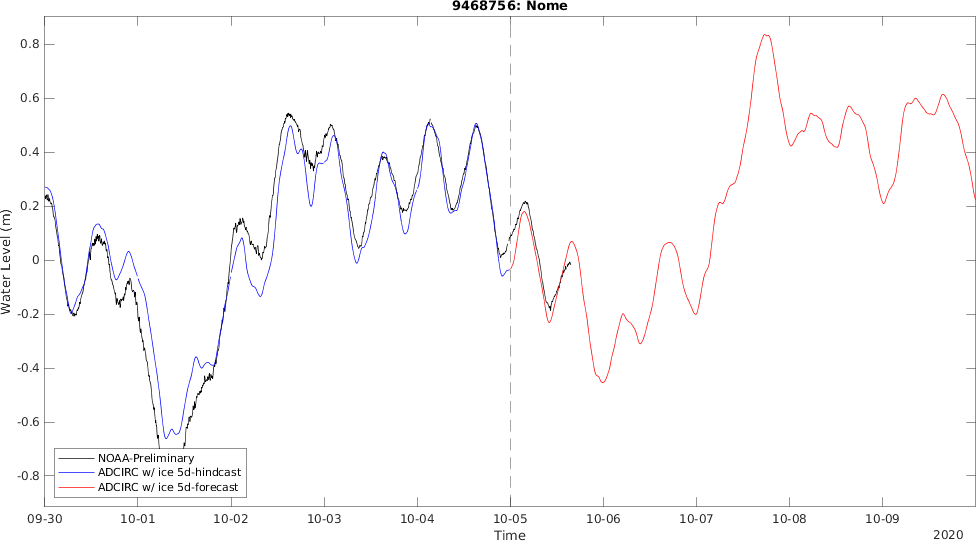 9468756: Nome
0.8
0.6
0.4
0.2
0
-0.2
-0.4
-0.6
-0.8
Water Level (m)
NOAA-Preliminary
ADCIRC w/ ice 5d-hindcast
ADCIRC w/ ice 5d-forecast
09-30 10-01 10-02 10-03 10-04 10-05 10-06 10-07 10-08 10-09
Time
2020